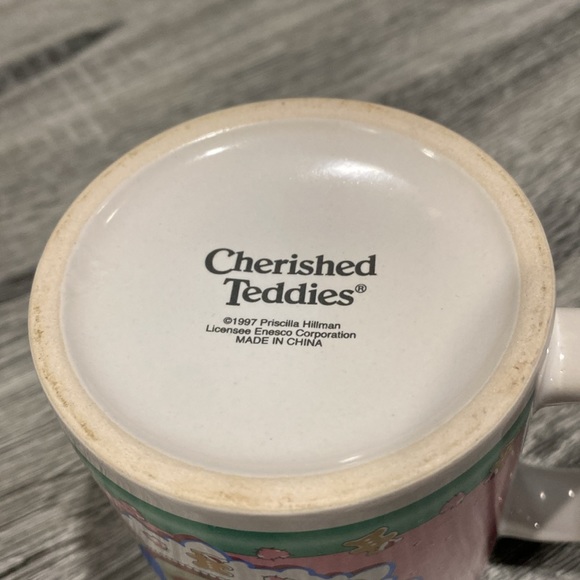 Cherished
Teddies®
©1997 Priscilla Hillman
Licensee Enesco Corporation
MADE IN CHINA